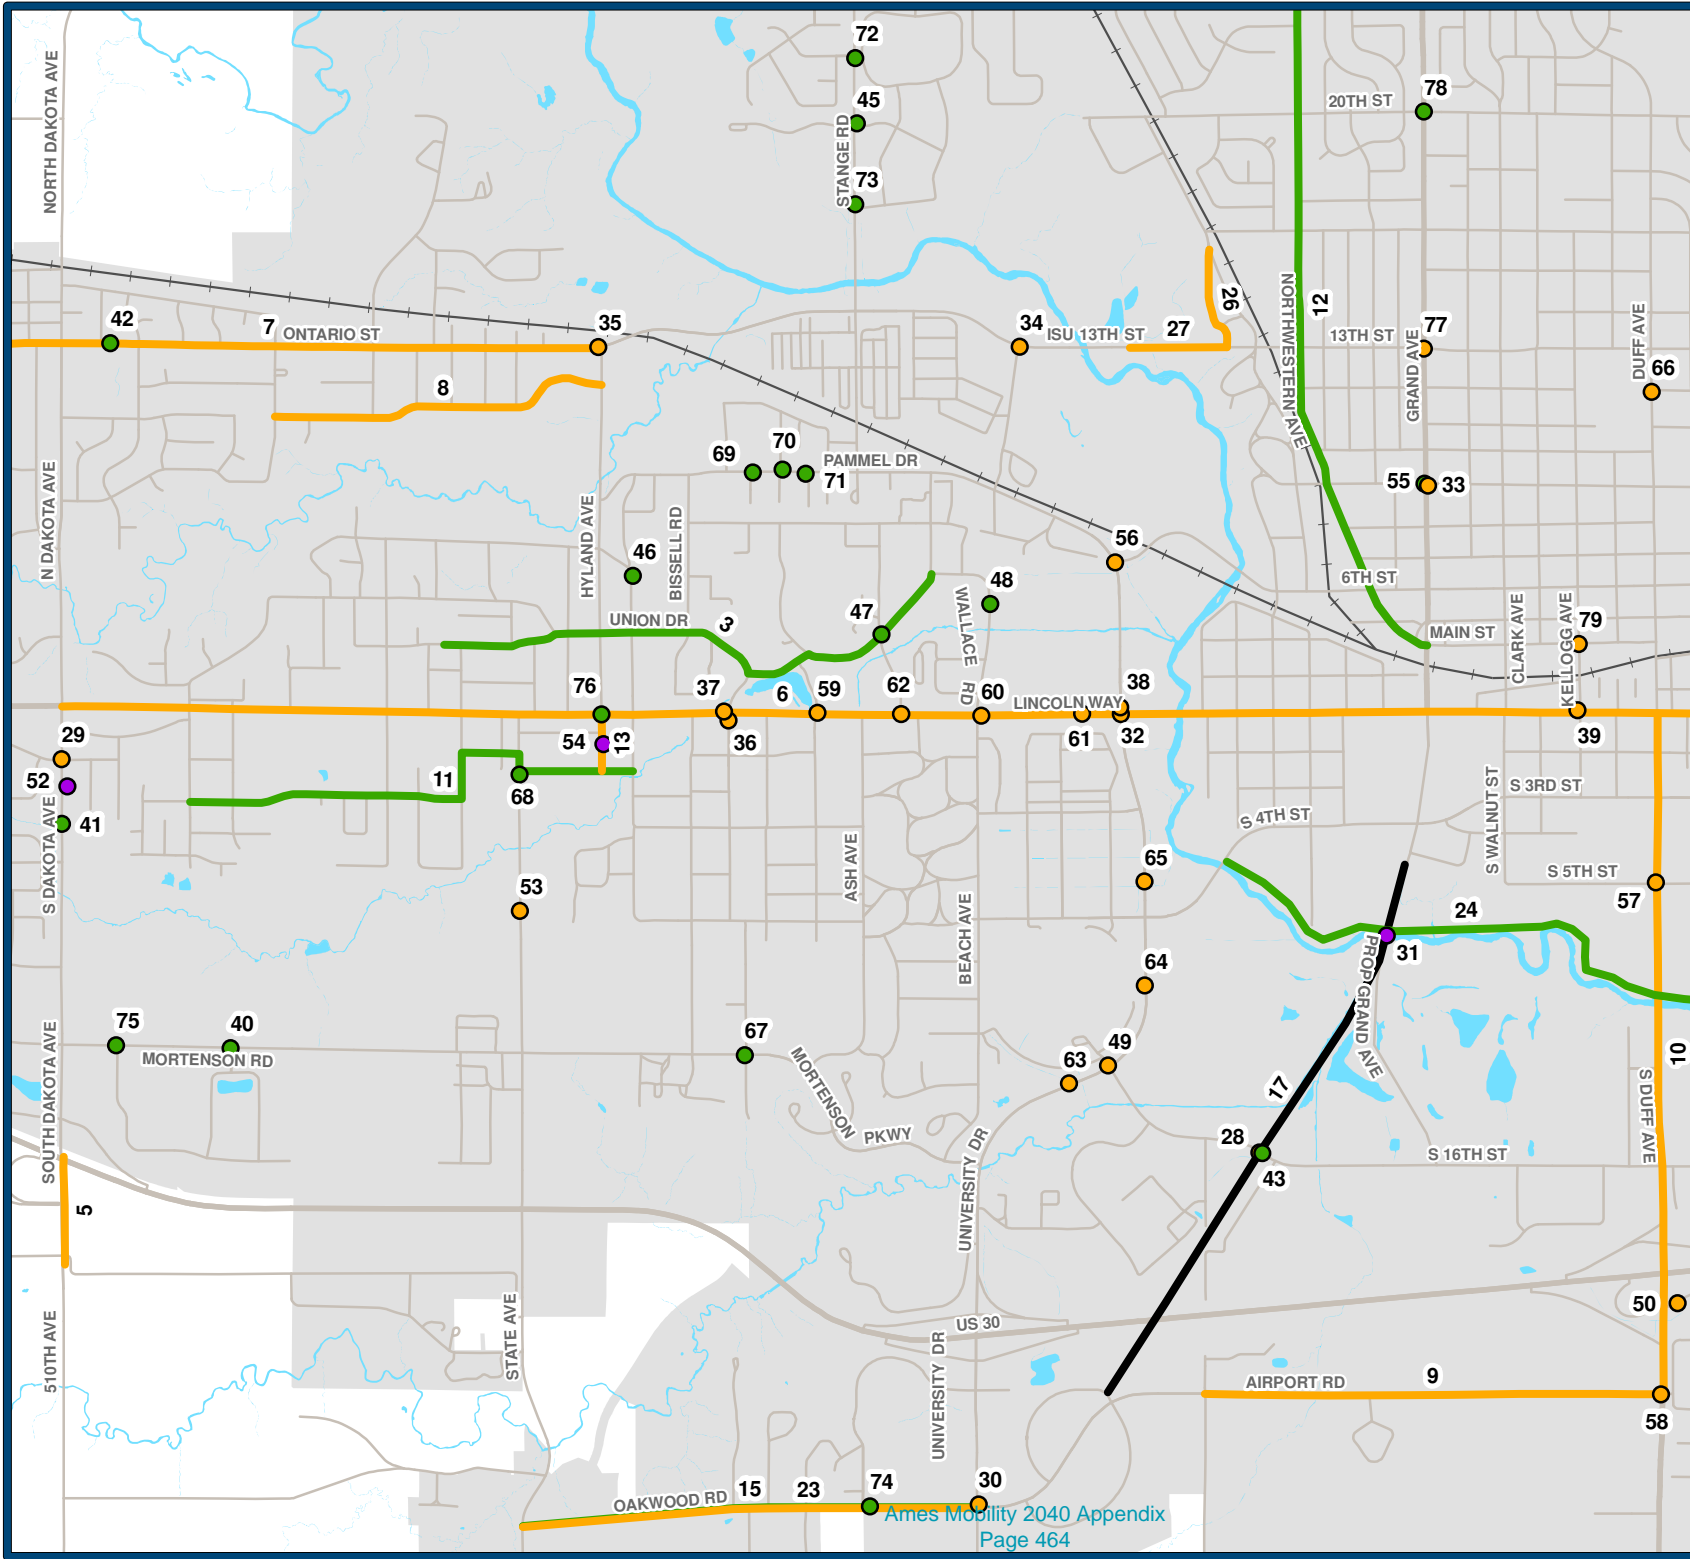 72
NORTH DAKOTA AVE
45
78
20TH ST
STANGE RD
73
42
7
ONTARIO ST
35
34
ISU 13TH ST
27
26
NORTHWESTERN AVE
12
13TH ST
77
GRAND AVE
DUFF AVE
66
8
69
70
71
PAMMEL DR
55
33
N DAKOTA AVE
HYLAND AVE
BISSELL RD
46
56
48
6TH ST
UNION DR
3
47
WALLACE RD
MAIN ST
CLARK AVE
KELLOGG AVE
79
76
37
6
59
62
60
LINCOLN WAY
38
29
54
13
36
61
32
39
52
11
68
S 3RD ST
S WALNUT ST
41
S DAKOTA AVE
S 4TH ST
53
ASH AVE
65
S 5TH ST
57
BEACH AVE
24
31
64
PROP GRAND AVE
75
40
MORTENSON RD
67
MORTENSON PKWY
63
49
17
10
SOUTH DAKOTA AVE
S DUFF AVE
28
43
S 16TH ST
UNIVERSITY DR
5
50
US 30
510TH AVE
STATE AVE
UNIVERSITY DR
AIRPORT RD
9
58
OAKWOOD RD
15
23
74
30
Ames Mobility 2040 Appendix
Page 464